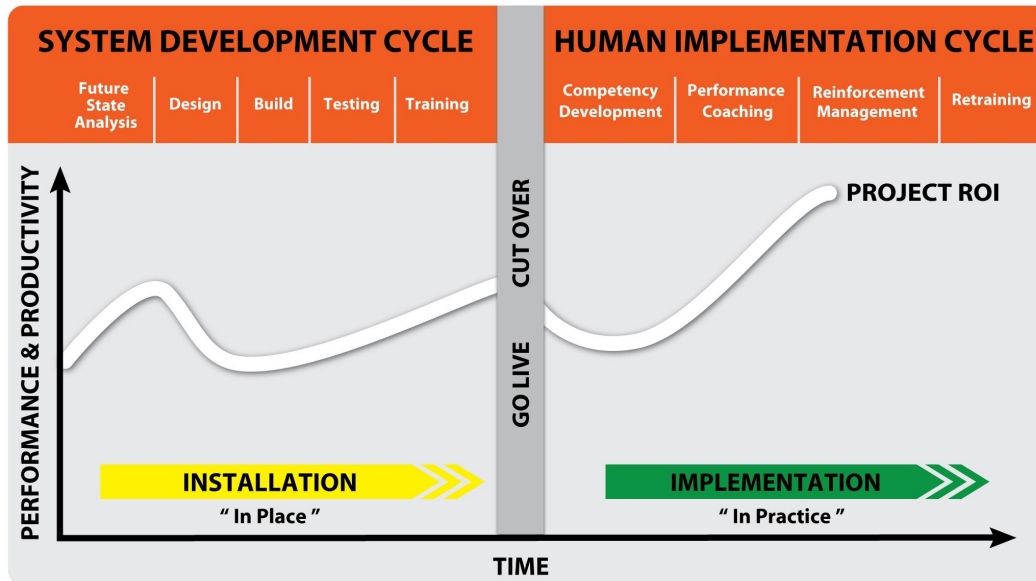 SYSTEM DEVELOPMENT CYCLE
HUMAN IMPLEMENTATION CYCLE
Future
State
Analysis
Design
Build
Testing
Training
Competency
Development
Performance
Coaching
Reinforcement
Management
Retraining
PERFORMANCE & PRODUCTIVITY
GO LIVE CUT OVER
PROJECT ROI
INSTALLATION
“ In Place ”
IMPLEMENTATION
“ In Practice ”
TIME